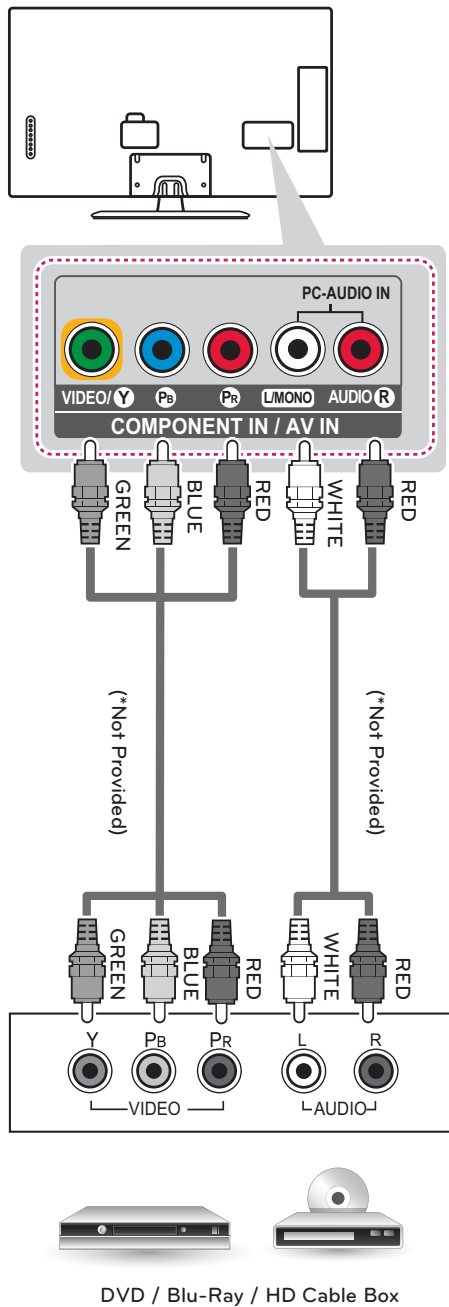 PC-AUDIO IN
VIDEO/ Y PB PR L/MONO AUDIO R
COMPONENT IN / AV IN
GREEN BLUE RED WHITE RED
(*Not Provided) (*Not Provided)
GREEN BLUE RED WHITE RED
Y PB PR L R
VIDEO AUDIO
DVD / Blu-Ray / HD Cable Box